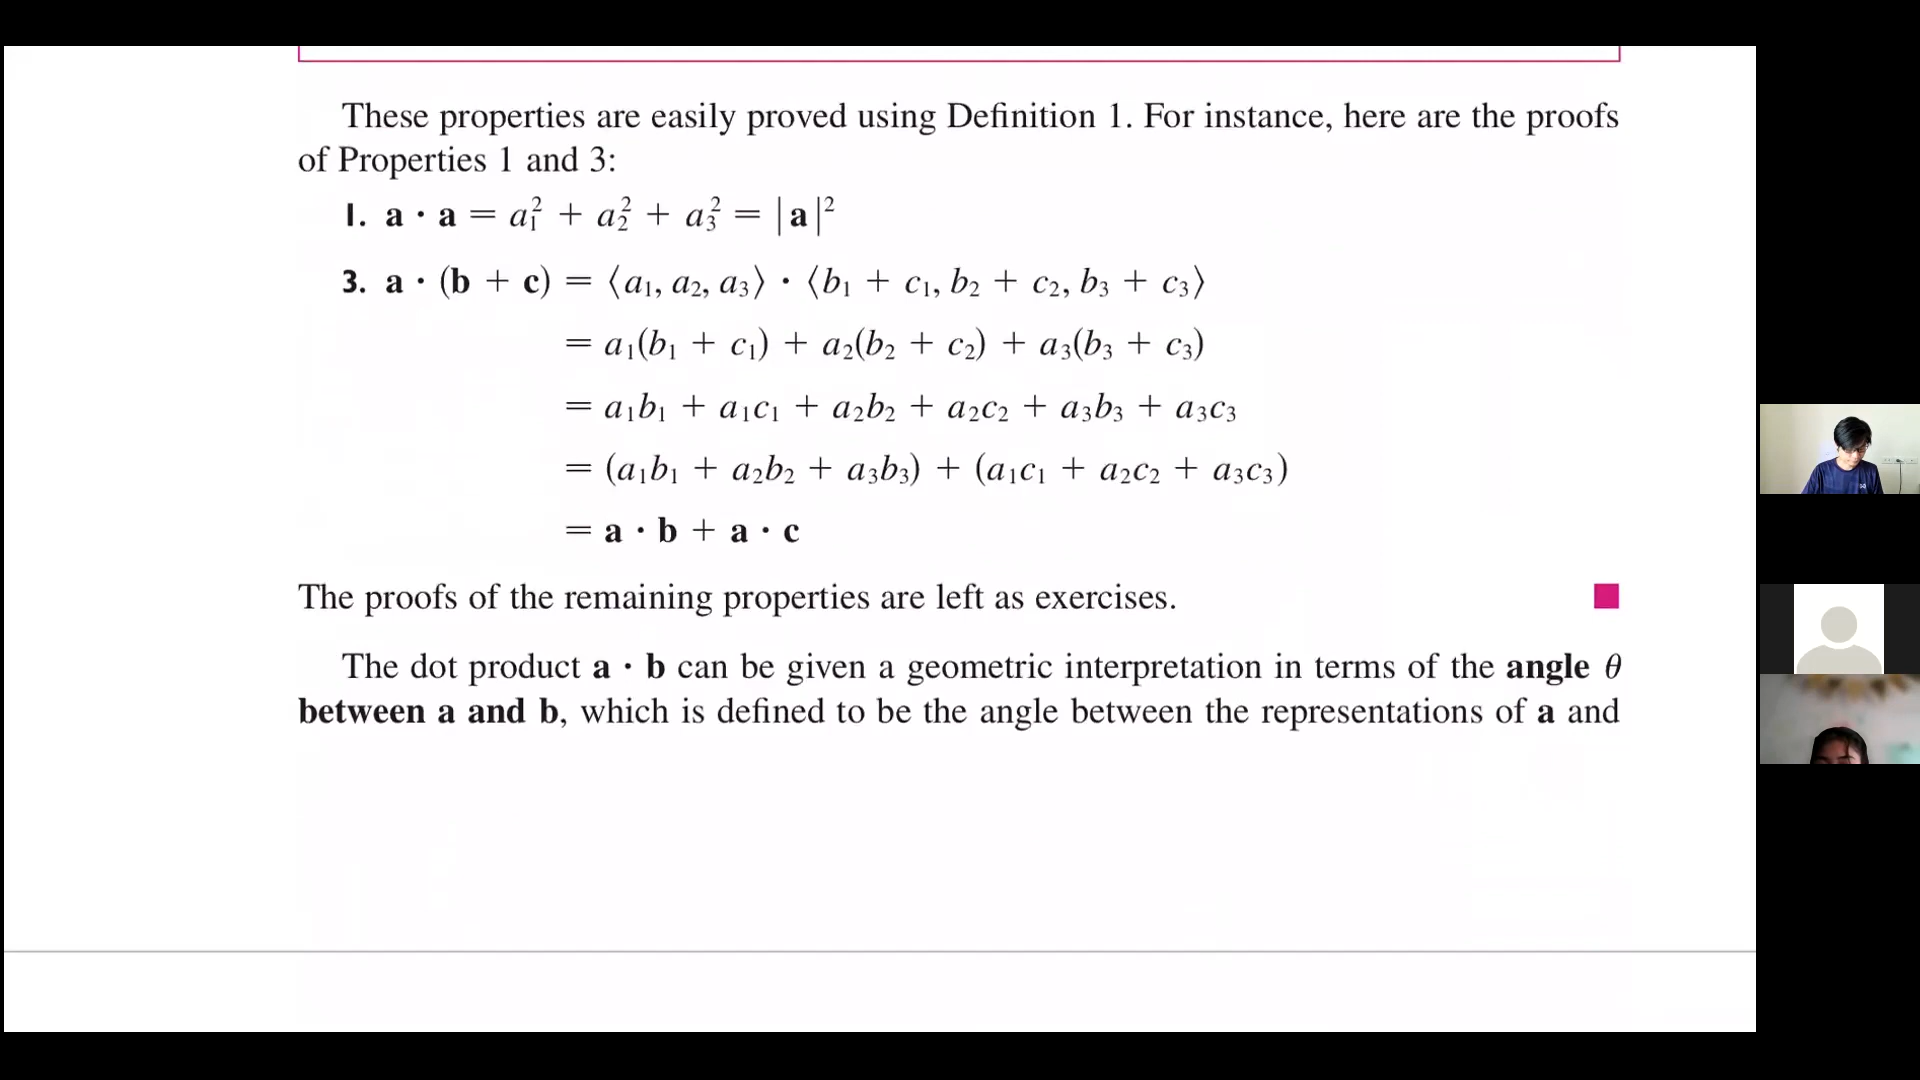 These properties are easily proved using Definition 1. For instance, here are the proofs
of Properties 1 and 3:
1. a · a = a₁² + a₂² + a₃² = |a|²
3. a · (b + c) = ⟨a₁, a₂, a₃⟩ · ⟨b₁ + c₁, b₂ + c₂, b₃ + c₃⟩
= a₁(b₁ + c₁) + a₂(b₂ + c₂) + a₃(b₃ + c₃)
= a₁b₁ + a₁c₁ + a₂b₂ + a₂c₂ + a₃b₃ + a₃c₃
= (a₁b₁ + a₂b₂ + a₃b₃) + (a₁c₁ + a₂c₂ + a₃c₃)
= a · b + a · c
The proofs of the remaining properties are left as exercises.
The dot product a · b can be given a geometric interpretation in terms of the angle θ
between a and b, which is defined to be the angle between the representations of a and